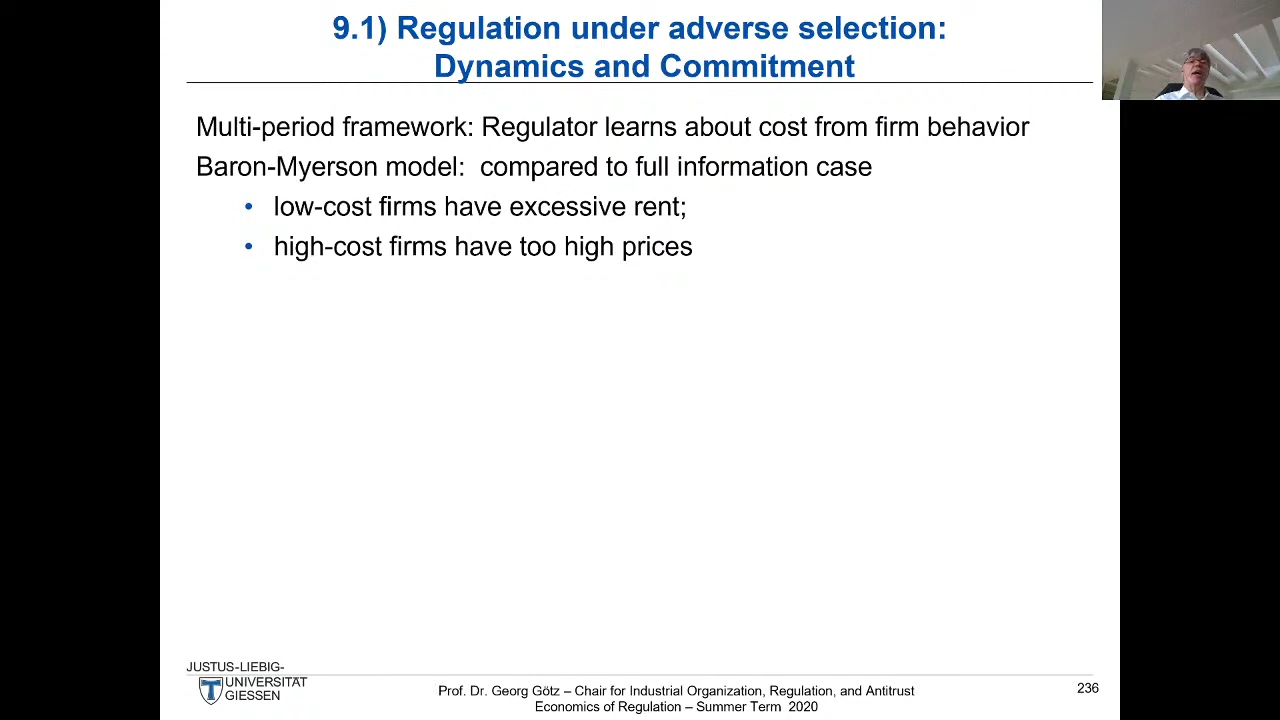 9.1) Regulation under adverse selection:
Dynamics and Commitment
Multi-period framework: Regulator learns about cost from firm behavior
Baron-Myerson model: compared to full information case
• low-cost firms have excessive rent;
• high-cost firms have too high prices
JUSTUS-LIEBIG-
UNIVERSITÄT
GIESSEN
Prof. Dr. Georg Götz – Chair for Industrial Organization, Regulation, and Antitrust
Economics of Regulation – Summer Term 2020
236